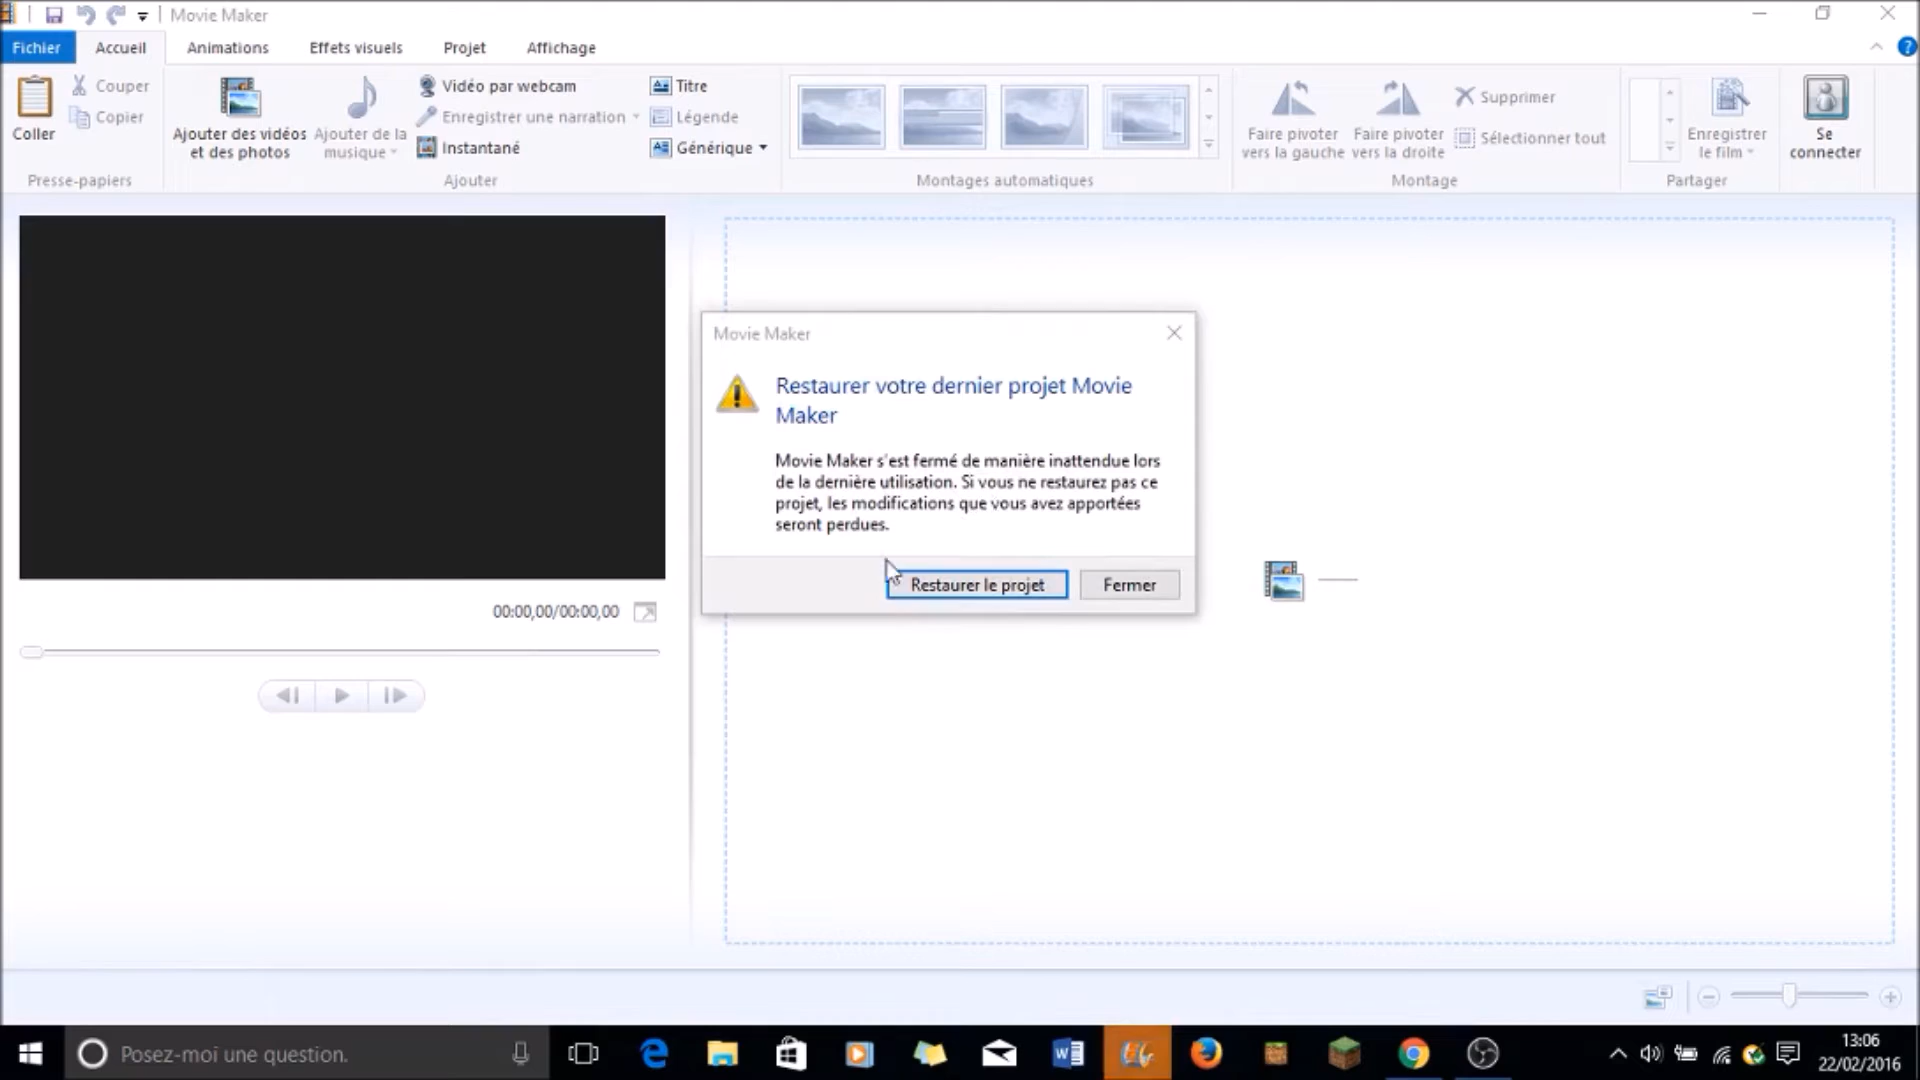 Movie Maker
Fichier
Accueil
Animations
Effets visuels
Projet
Affichage
Coller
Couper
Copier
Presse-papiers
Ajouter des vidéos
et des photos
Ajouter de la
musique
Vidéo par webcam
Enregistrer une narration
Instantané
Titre
Légende
Générique
Ajouter
Montages automatiques
Faire pivoter
vers la gauche
Faire pivoter
vers la droite
Supprimer
Sélectionner tout
Montage
Enregistrer
le film
Partager
Se
connecter
00:00,00/00:00,00
Movie Maker
Restaurer votre dernier projet Movie
Maker
Movie Maker s'est fermé de manière inattendue lors
de la dernière utilisation. Si vous ne restaurez pas ce
projet, les modifications que vous avez apportées
seront perdues.
Restaurer le projet
Fermer
Posez-moi une question.
13:06
22/02/2016